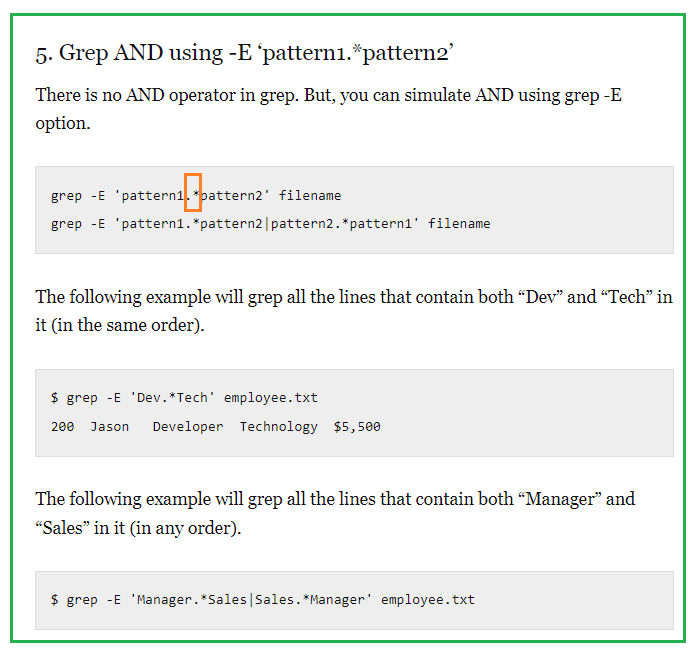 5. Grep AND using -E ‘pattern1.*pattern2’
There is no AND operator in grep. But, you can simulate AND using grep -E
option.
grep -E 'pattern1.*pattern2' filename
grep -E 'pattern1.*pattern2|pattern2.*pattern1' filename
The following example will grep all the lines that contain both “Dev” and “Tech” in
it (in the same order).
$ grep -E 'Dev.*Tech' employee.txt
200  Jason   Developer  Technology  $5,500
The following example will grep all the lines that contain both “Manager” and
“Sales” in it (in any order).
$ grep -E 'Manager.*Sales|Sales.*Manager' employee.txt